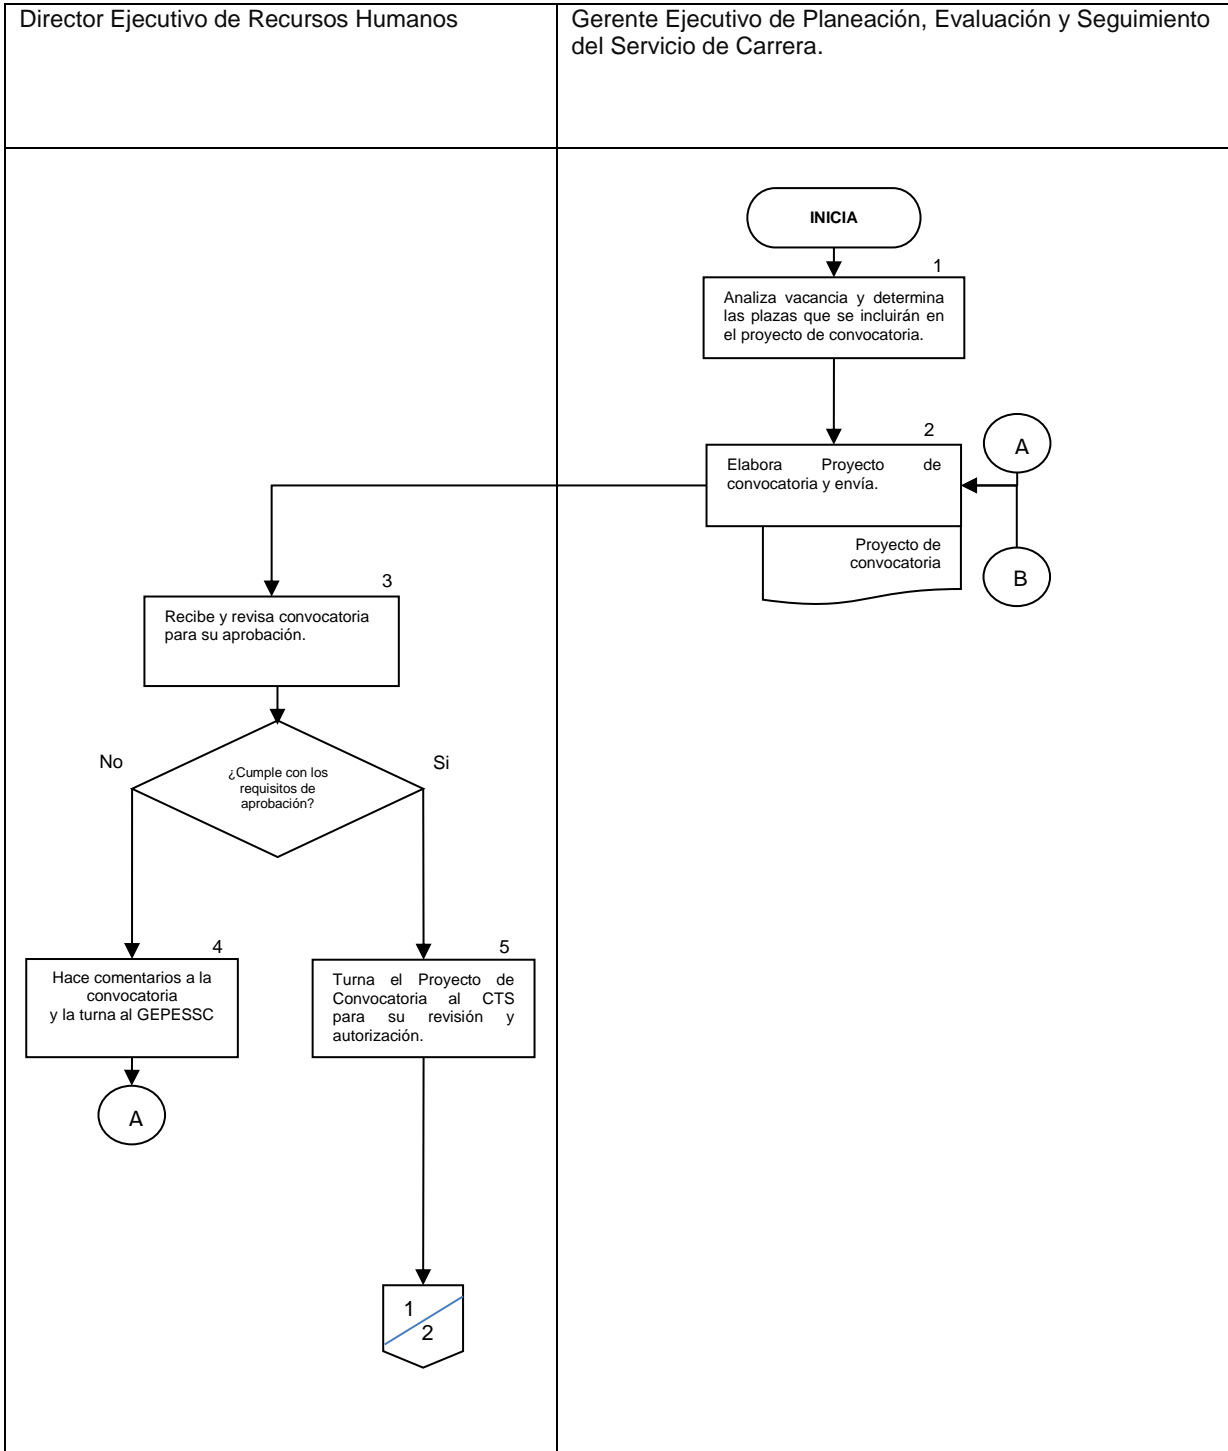 Director Ejecutivo de Recursos Humanos
Gerente Ejecutivo de Planeación, Evaluación y Seguimiento
del Servicio de Carrera.
INICIA
1
Analiza vacancia y determina
las plazas que se incluirán en
el proyecto de convocatoria.
2
A
Elabora Proyecto de
convocatoria y envía.
Proyecto de
convocatoria
B
3
Recibe y revisa convocatoria
para su aprobación.
No
Si
¿Cumple con los
requisitos de
aprobación?
4
Hace comentarios a la
convocatoria
y la turna al GEPESSC
A
5
Turna el Proyecto de
Convocatoria al CTS
para su revisión y
autorización.
1
2